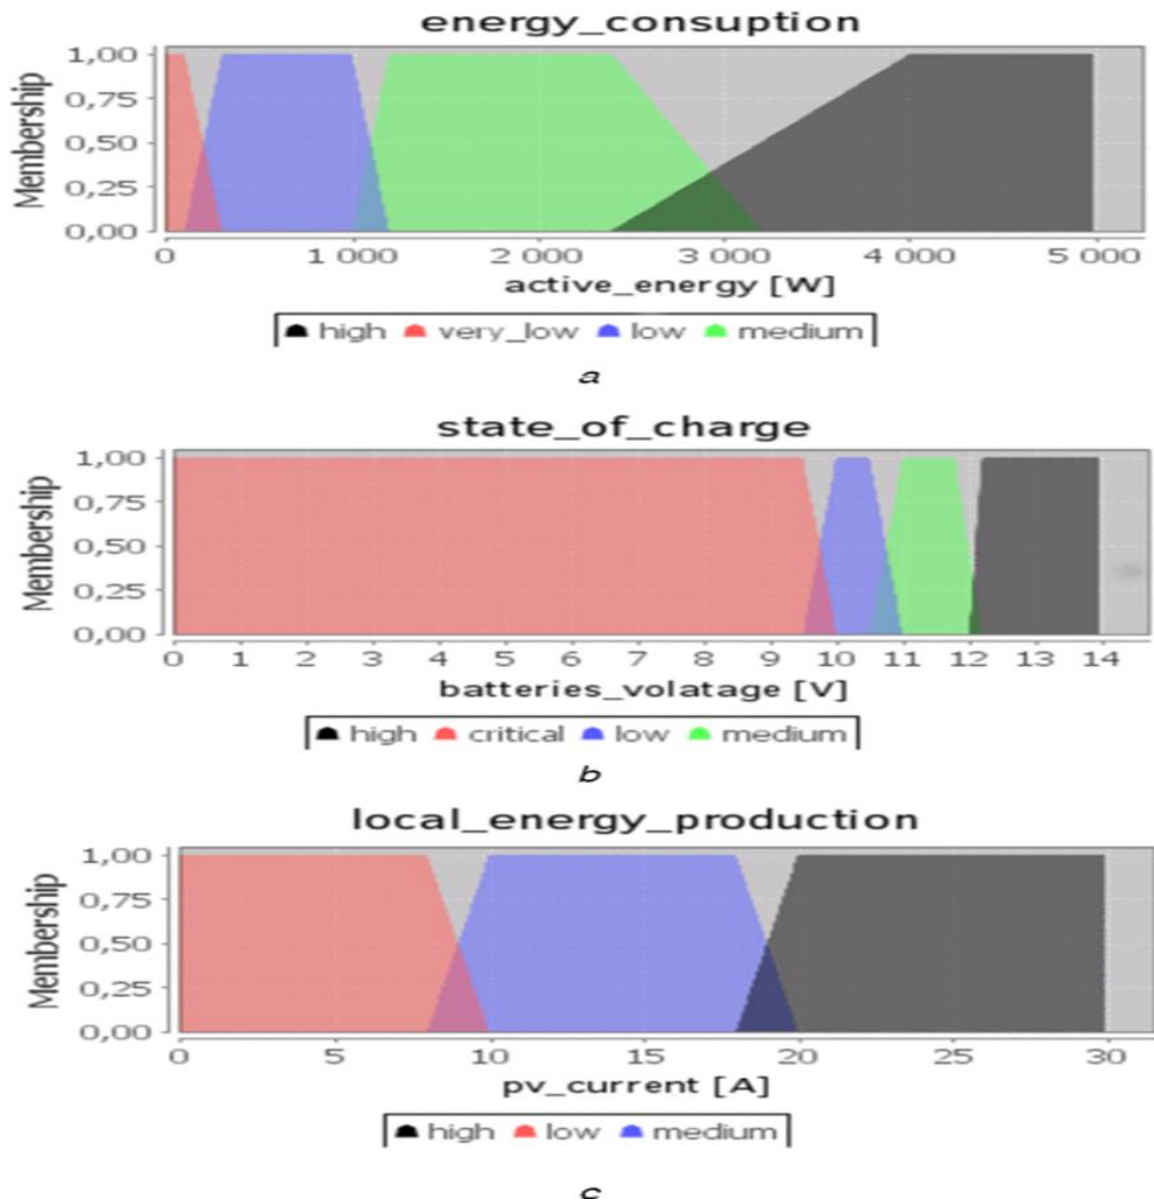 energy_consuption
Membership
1,00
0,75
0,50
0,25
0,00
0 1 000 2 000 3 000 4 000 5 000
active_energy [W]
high very_low low medium
a
state_of_charge
Membership
1,00
0,75
0,50
0,25
0,00
0 1 2 3 4 5 6 7 8 9 10 11 12 13 14
batteries_volatage [V]
high critical low medium
b
local_energy_production
Membership
1,00
0,75
0,50
0,25
0,00
0 5 10 15 20 25 30
pv_current [A]
high low medium
c